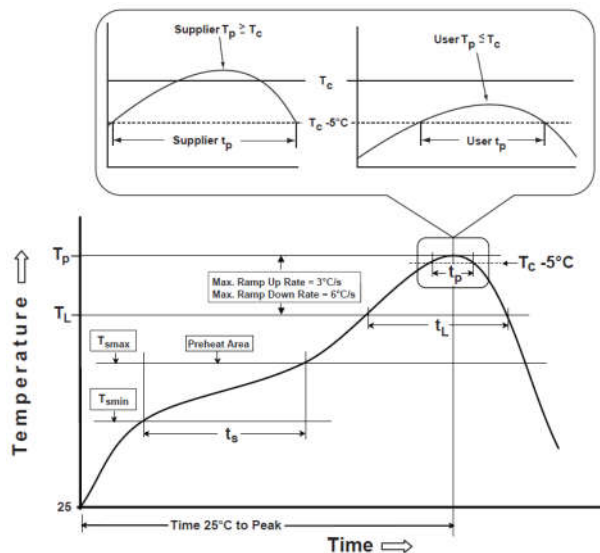 Supplier Tp ≥ Tc
User Tp ≤ Tc
Tc
Tc -5°C
Supplier tp
User tp
Tp
Tc -5°C
tp
Max. Ramp Up Rate = 3°C/s
Max. Ramp Down Rate = 6°C/s
TL
tL
Tsmax
Preheat Area
Tsmin
ts
Temperature
25
Time 25°C to Peak
Time